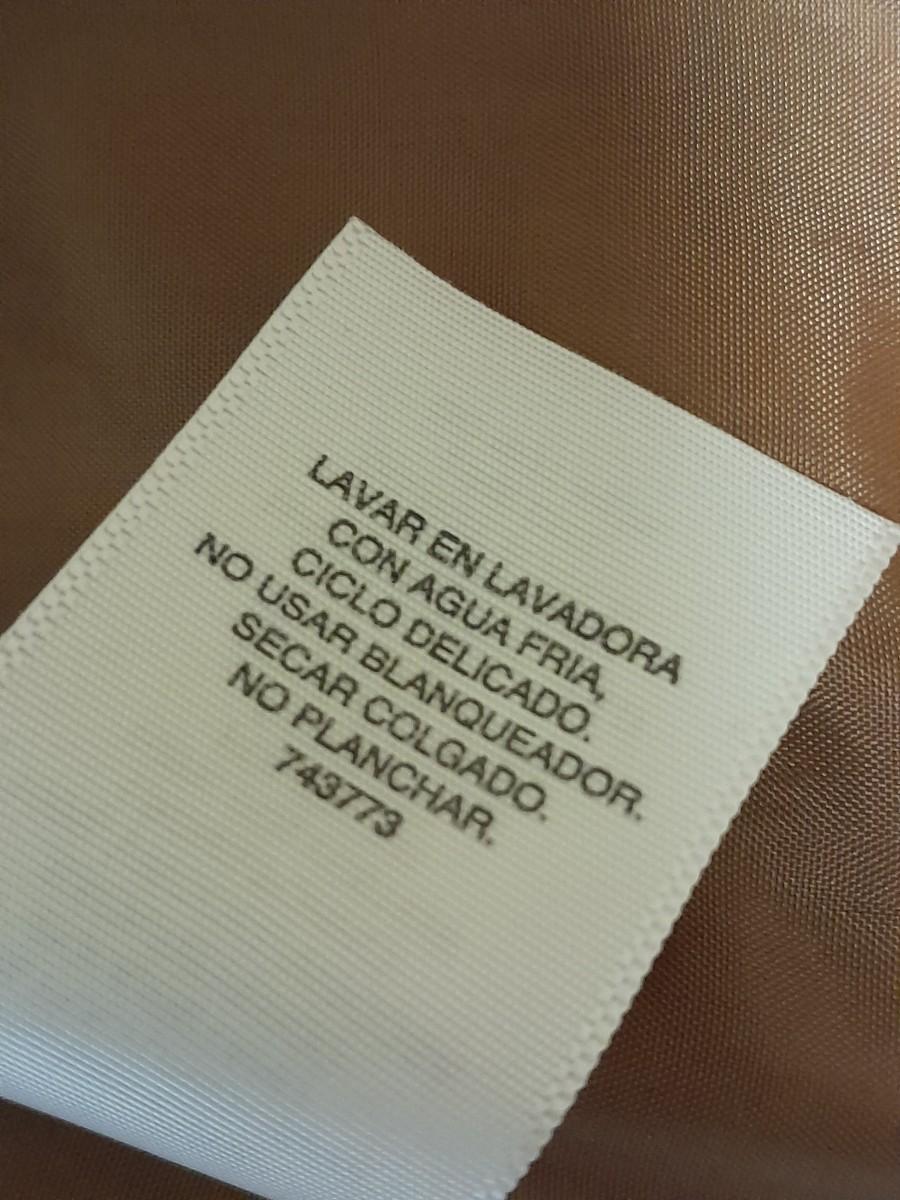 LAVAR EN LAVADORA
CON AGUA FRIA,
CICLO DELICADO.
NO USAR BLANQUEADOR.
SECAR COLGADO.
NO PLANCHAR.
743773